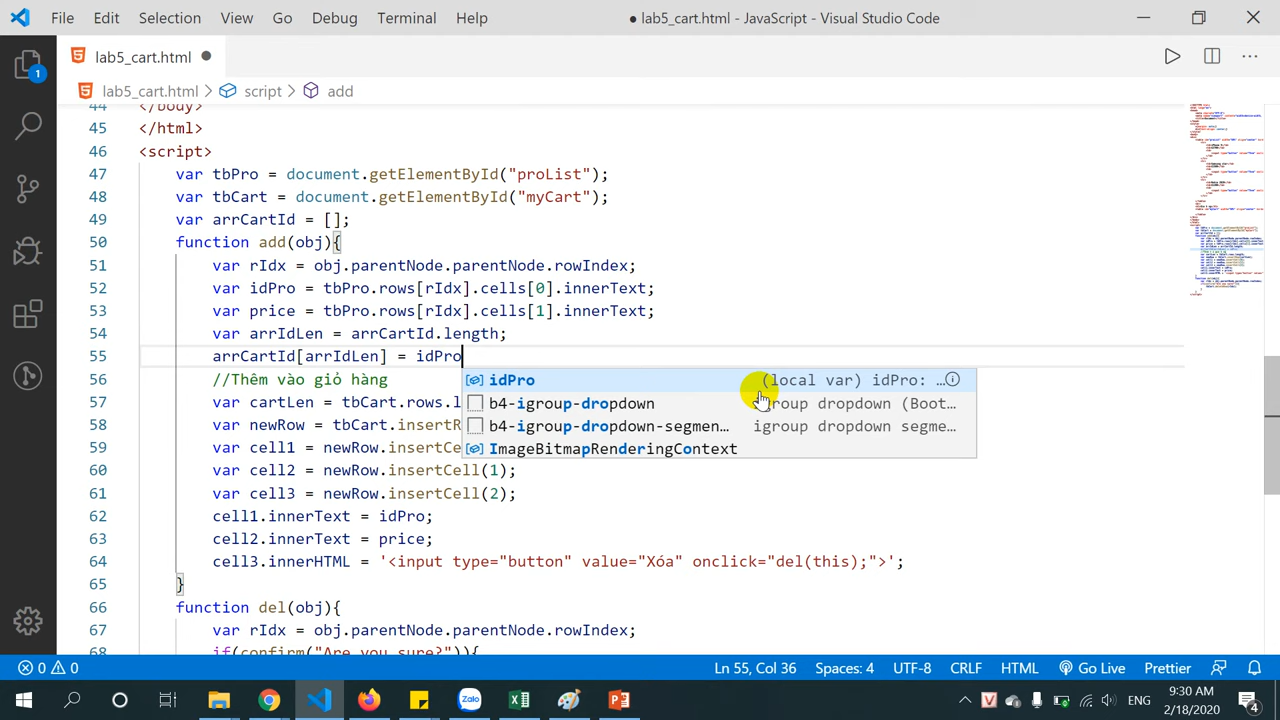 File Edit Selection View Go Debug Terminal Help ● lab5_cart.html - JavaScript - Visual Studio Code
lab5_cart.html
lab5_cart.html > script > add
1
44 </body>
45 </html>
46 <script>
47 var tbPro = document.getElementById("proList");
48 var tbCart = document.getElementById("myCart");
49 var arrCartId = [];
50 function add(obj){
51 var rIdx = obj.parentNode.parentNode.rowIndex;
52 var idPro = tbPro.rows[rIdx].cells[0].innerText;
53 var price = tbPro.rows[rIdx].cells[1].innerText;
54 var arrIdLen = arrCartId.length;
55 arrCartId[arrIdLen] = idPro
56 //Thêm vào giỏ hàng
idPro (local var) idPro: …
b4-igroup-dropdown igroup dropdown (Boot…
b4-igroup-dropdown-segmen… igroup dropdown segme…
ImageBitmapRenderingContext
57 var cartLen = tbCart.rows.l
58 var newRow = tbCart.insertR
59 var cell1 = newRow.insertCe
60 var cell2 = newRow.insertCell(1);
61 var cell3 = newRow.insertCell(2);
62 cell1.innerText = idPro;
63 cell2.innerText = price;
64 cell3.innerHTML = '<input type="button" value="Xóa" onclick="del(this);">';
65 }
66 function del(obj){
67 var rIdx = obj.parentNode.parentNode.rowIndex;
68 if(confirm("Are you sure?")){
0 0 Ln 55, Col 36 Spaces: 4 UTF-8 CRLF HTML Go Live Prettier
Zalo ENG 9:30 AM
2/18/2020 4